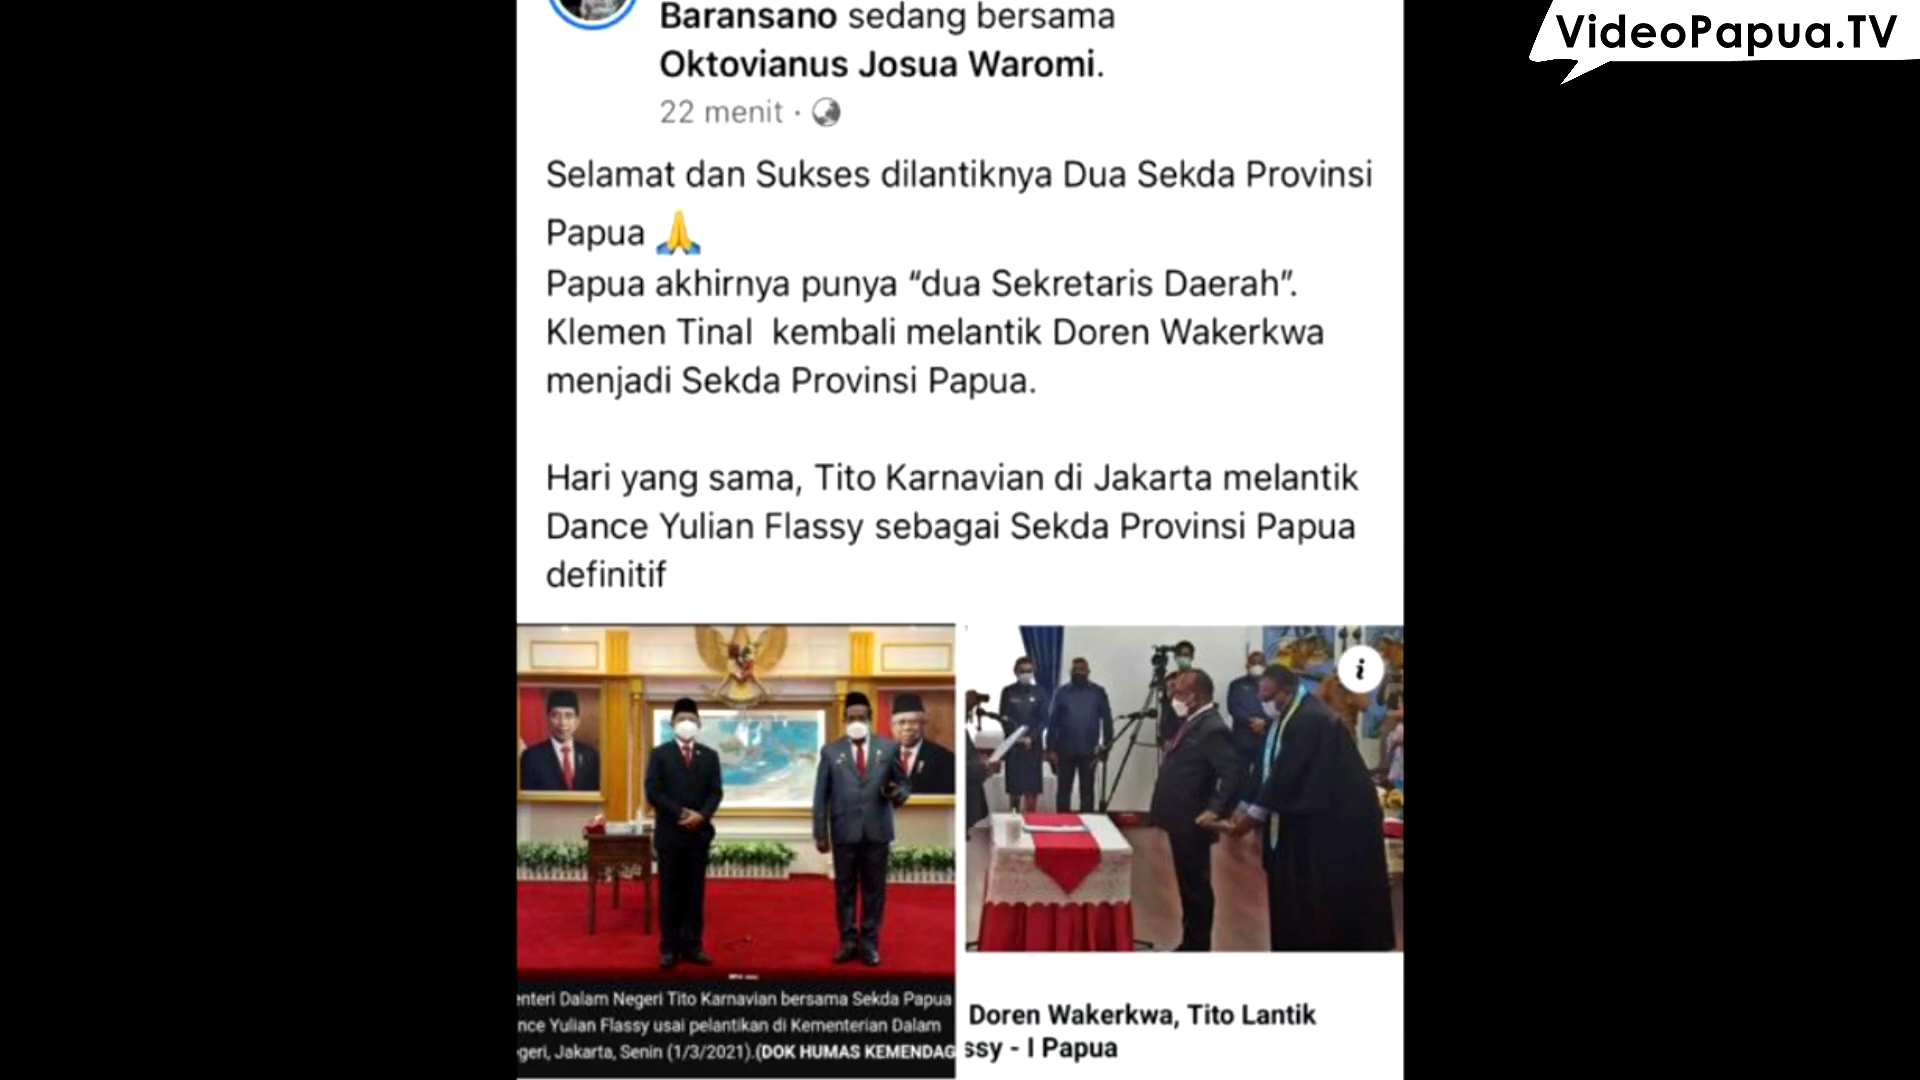 VideoPapua.TV
Baransano sedang bersama
Oktovianus Josua Waromi.
22 menit ·
Selamat dan Sukses dilantiknya Dua Sekda Provinsi
Papua 🙏
Papua akhirnya punya “dua Sekretaris Daerah”.
Klemen Tinal kembali melantik Doren Wakerkwa
menjadi Sekda Provinsi Papua.
Hari yang sama, Tito Karnavian di Jakarta melantik
Dance Yulian Flassy sebagai Sekda Provinsi Papua
definitif
i
enteri Dalam Negeri Tito Karnavian bersama Sekda Papua
nce Yulian Flassy usai pelantikan di Kementerian Dalam
geri, Jakarta, Senin (1/3/2021).(DOK HUMAS KEMENDAG
Doren Wakerkwa, Tito Lantik
ssy - I Papua